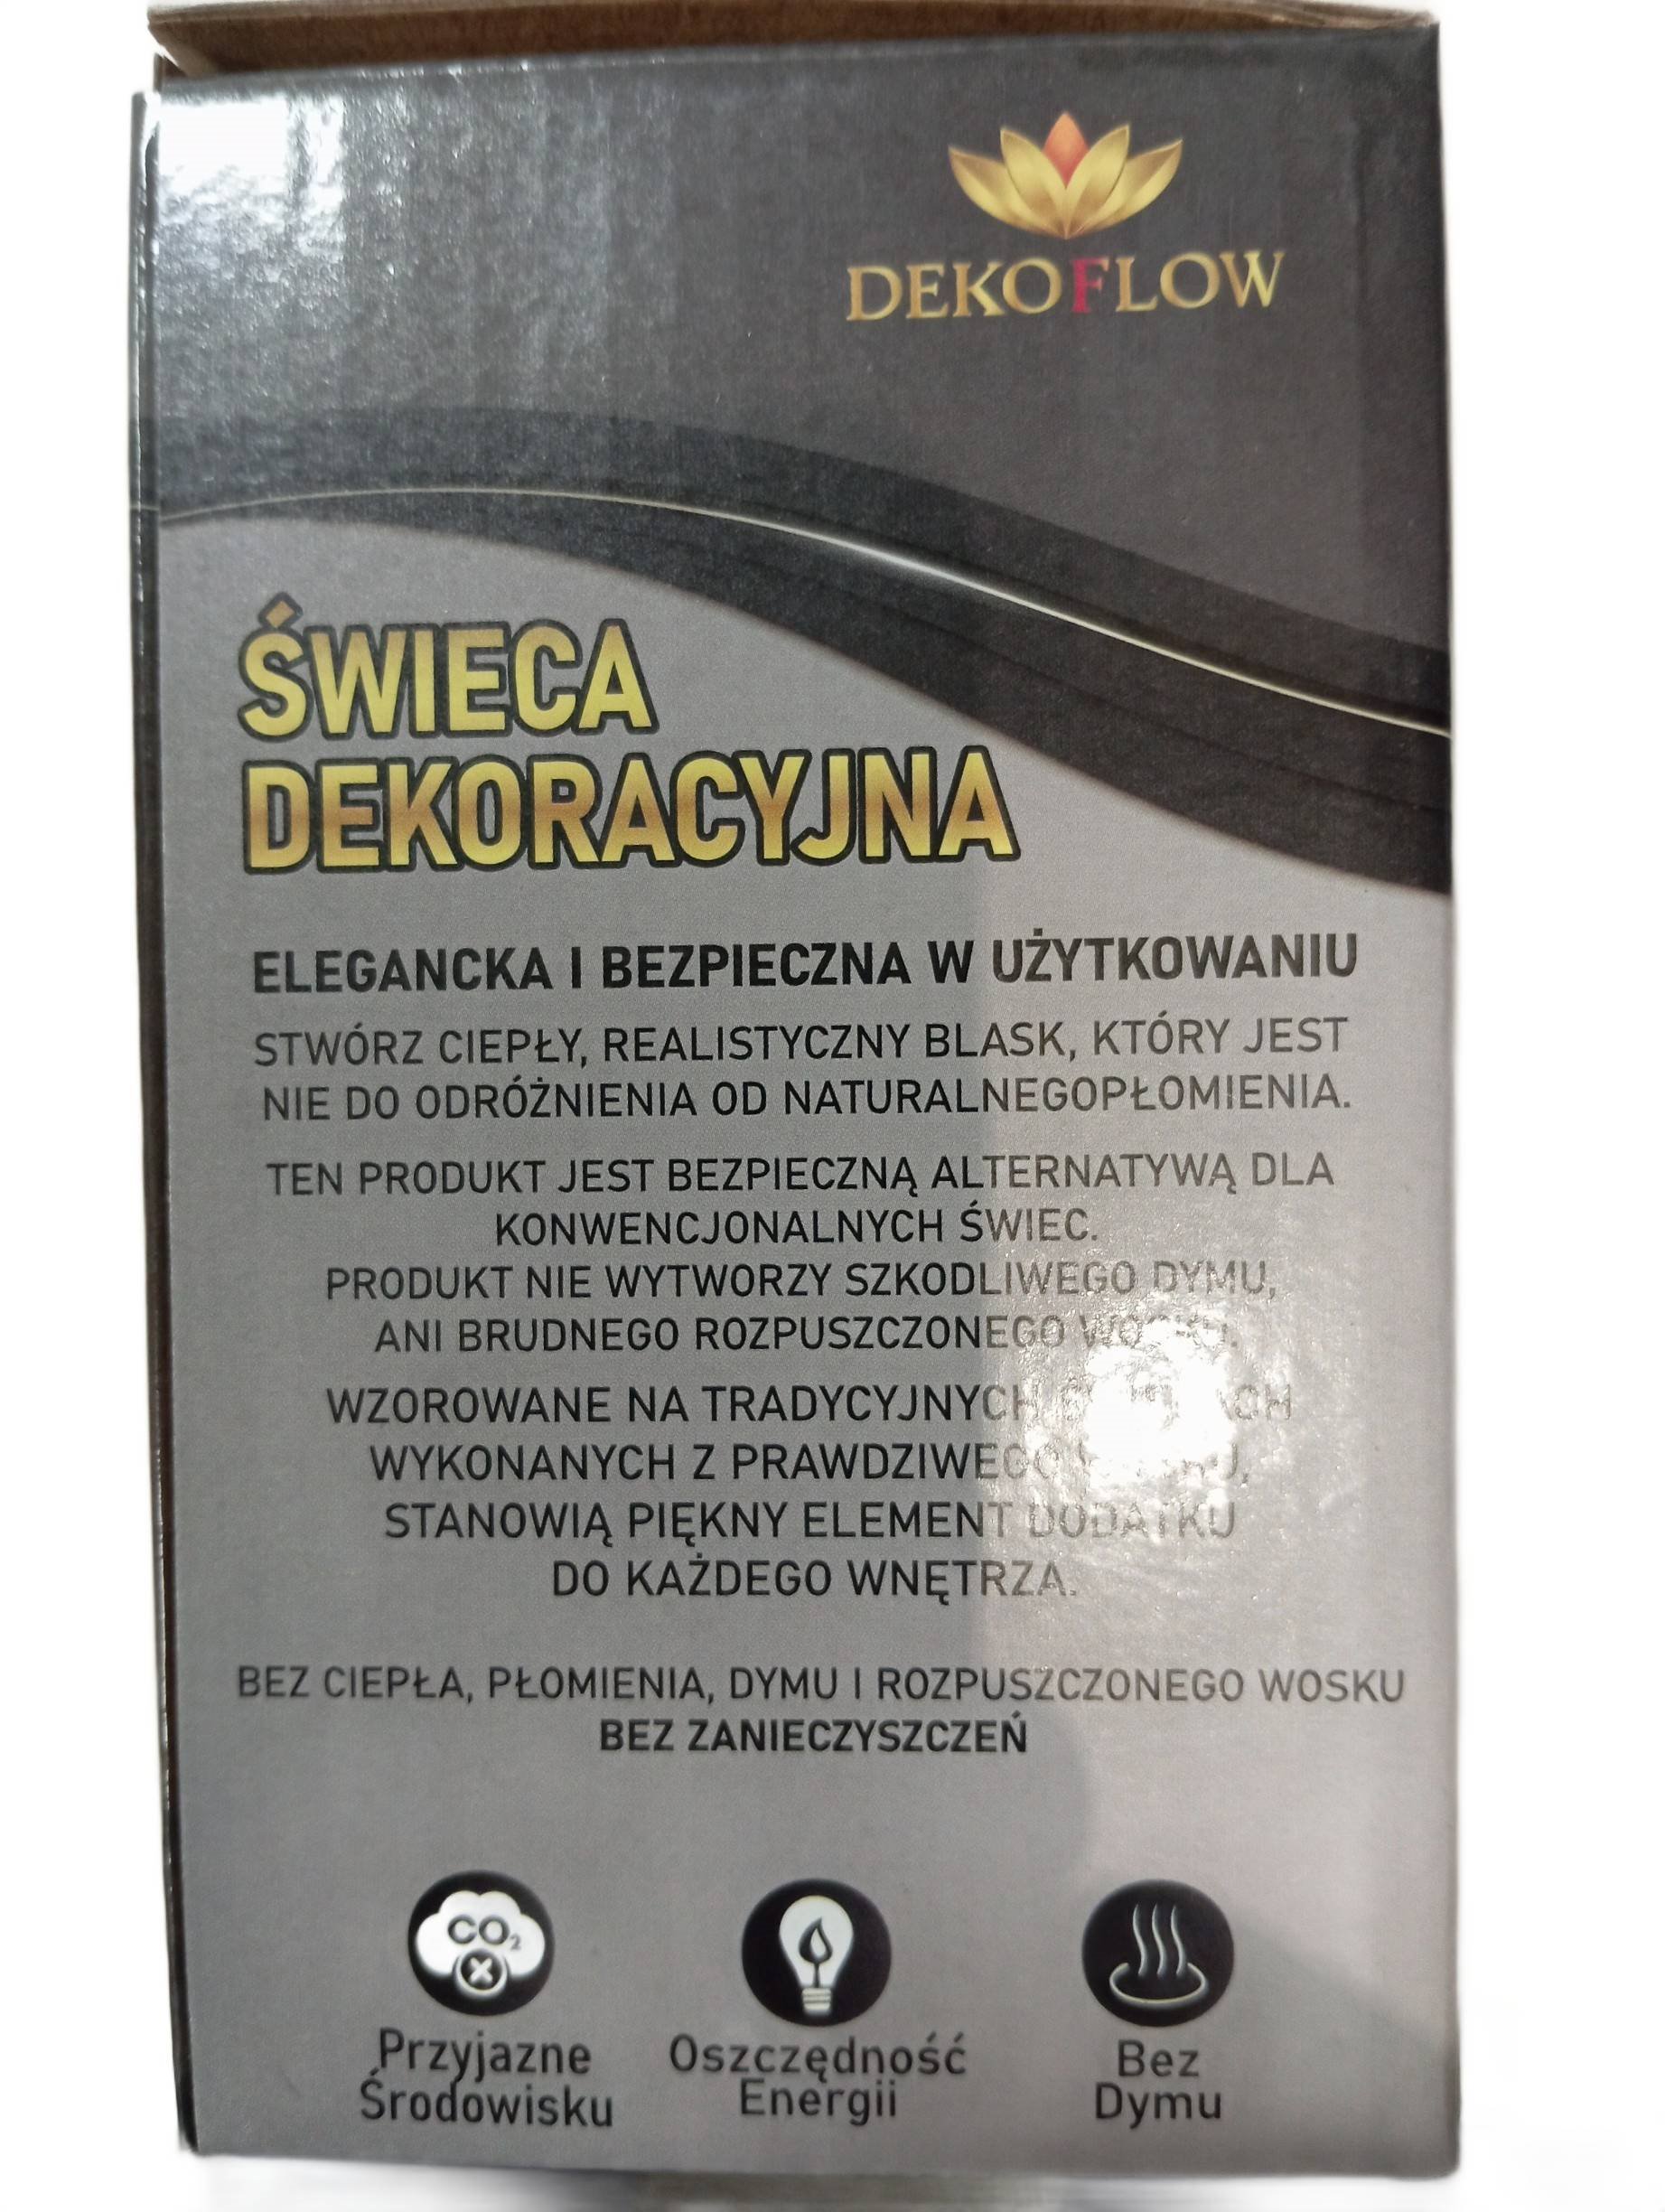 DEKOFLOW
ŚWIECA
DEKORACYJNA
ELEGANCKA I BEZPIECZNA W UŻYTKOWANIU
STWÓRZ CIEPŁY, REALISTYCZNY BLASK, KTÓRY JEST
NIE DO ODRÓŻNIENIA OD NATURALNEGOPŁOMIENIA.
TEN PRODUKT JEST BEZPIECZNĄ ALTERNATYWĄ DLA
KONWENCJONALNYCH ŚWIEC.
PRODUKT NIE WYTWORZY SZKODLIWEGO DYMU,
ANI BRUDNEGO ROZPUSZCZONEGO WOSKU.
WZOROWANE NA TRADYCYJNYCH
WYKONANYCH Z PRAWDZIWEGO
STANOWIĄ PIĘKNY ELEMENT DODATKU
DO KAŻDEGO WNĘTRZA.
BEZ CIEPŁA, PŁOMIENIA, DYMU I ROZPUSZCZONEGO WOSKU
BEZ ZANIECZYSZCZEŃ
CO₂
Przyjazne
Środowisku
Oszczędność
Energii
Bez
Dymu